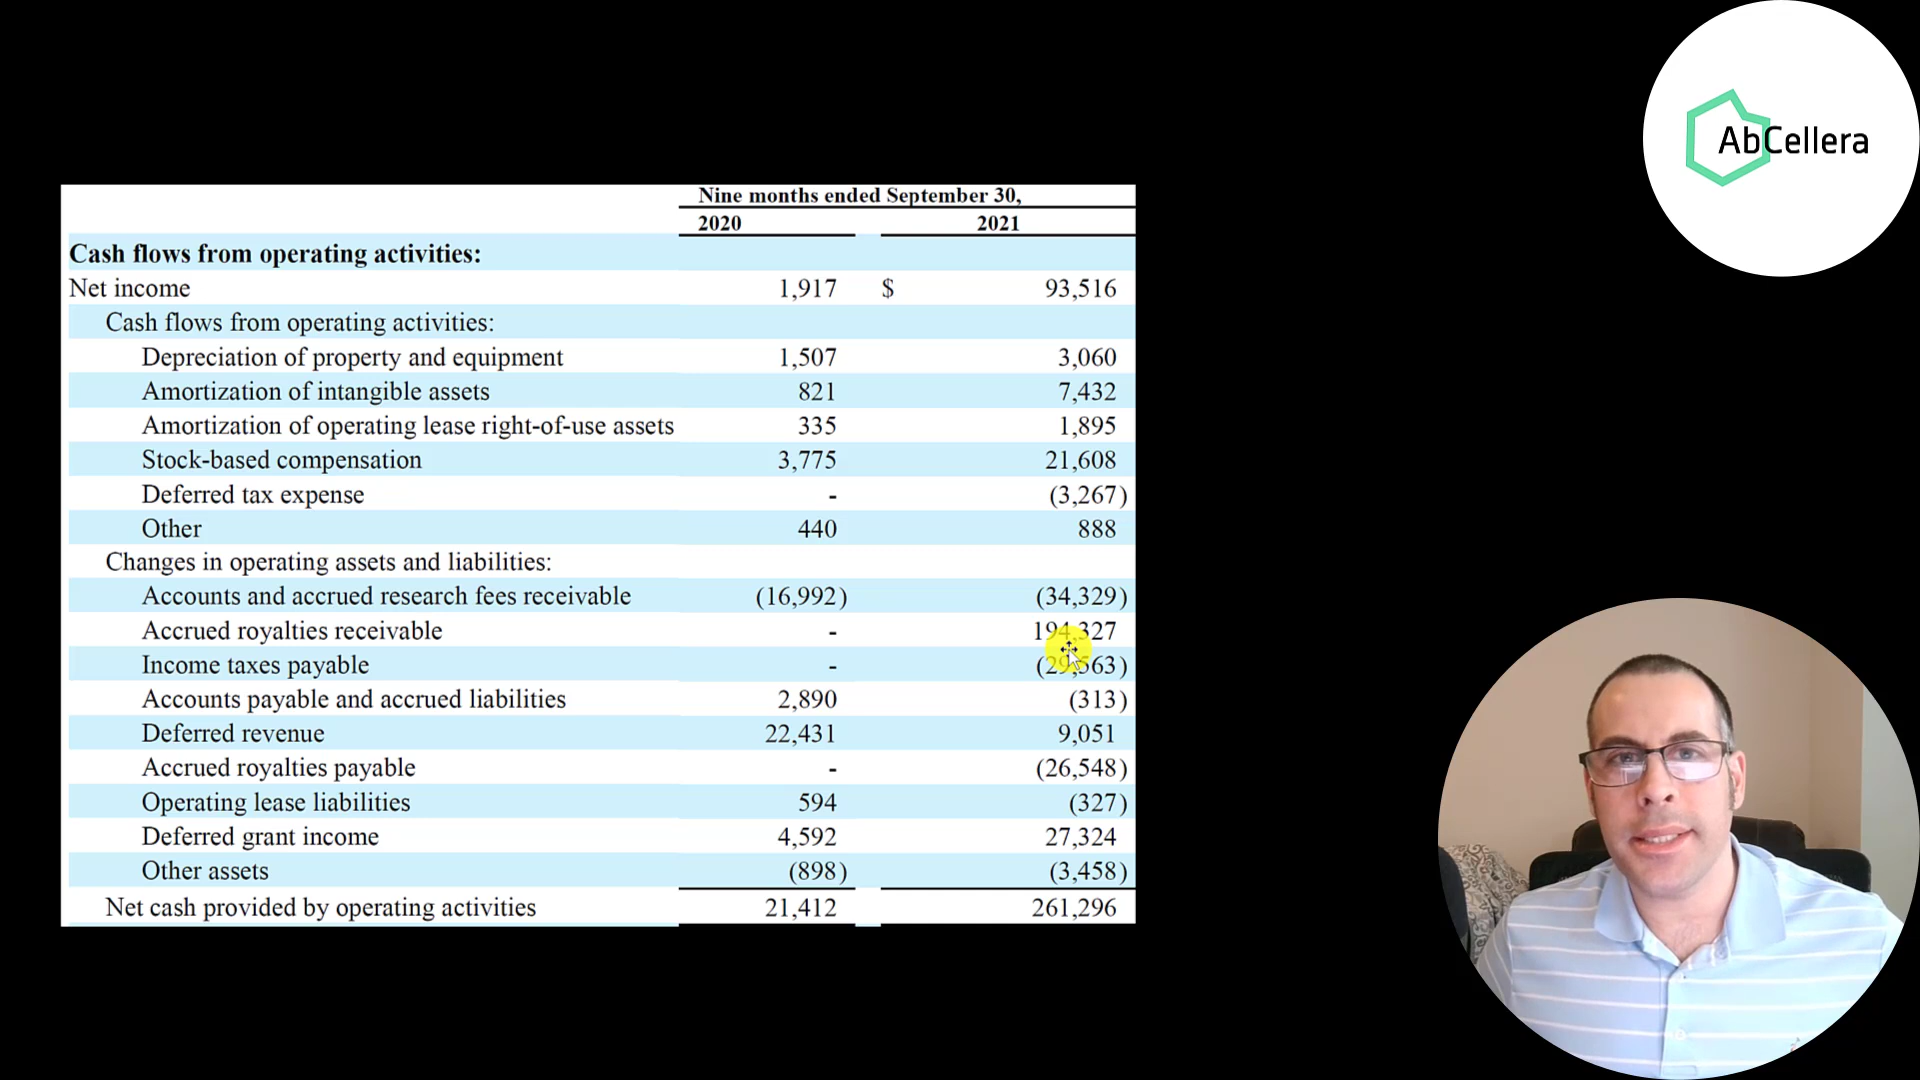 AbCellera
Nine months ended September 30,
2020 2021
Cash flows from operating activities:
Net income 1,917 $ 93,516
Cash flows from operating activities:
Depreciation of property and equipment 1,507 3,060
Amortization of intangible assets 821 7,432
Amortization of operating lease right-of-use assets 335 1,895
Stock-based compensation 3,775 21,608
Deferred tax expense - (3,267)
Other 440 888
Changes in operating assets and liabilities:
Accounts and accrued research fees receivable (16,992) (34,329)
Accrued royalties receivable - 194,327
Income taxes payable - (29,563)
Accounts payable and accrued liabilities 2,890 (313)
Deferred revenue 22,431 9,051
Accrued royalties payable - (26,548)
Operating lease liabilities 594 (327)
Deferred grant income 4,592 27,324
Other assets (898) (3,458)
Net cash provided by operating activities 21,412 261,296